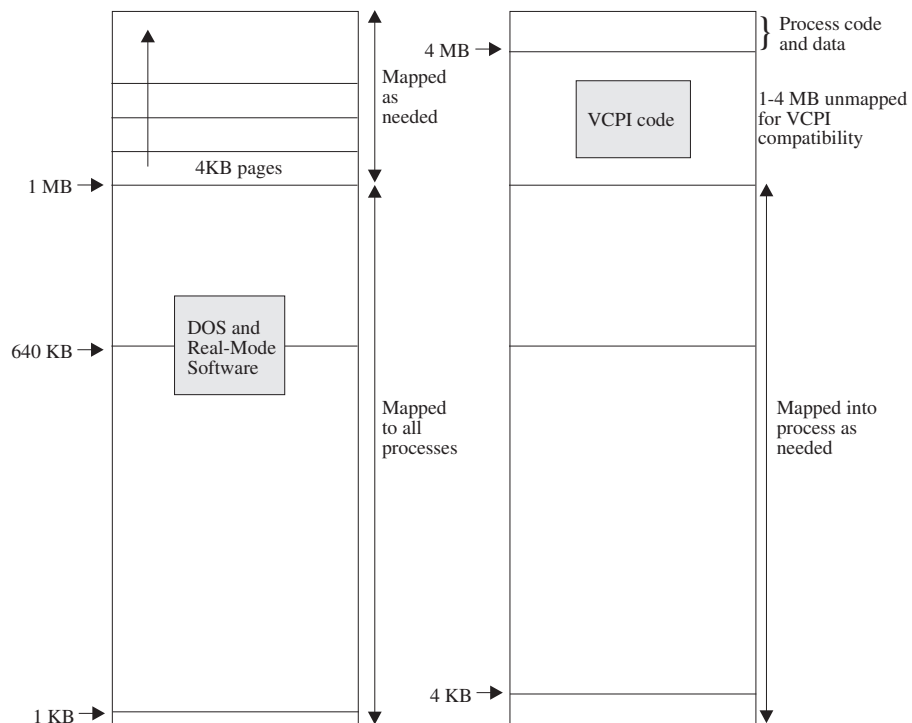 Mapped
as
needed
4KB pages
1 MB
DOS and
Real-Mode
Software
640 KB
Mapped
to all
processes
1 KB
4 MB
} Process code
and data
VCPI code
1-4 MB unmapped
for VCPI
compatibility
Mapped into
process as
needed
4 KB